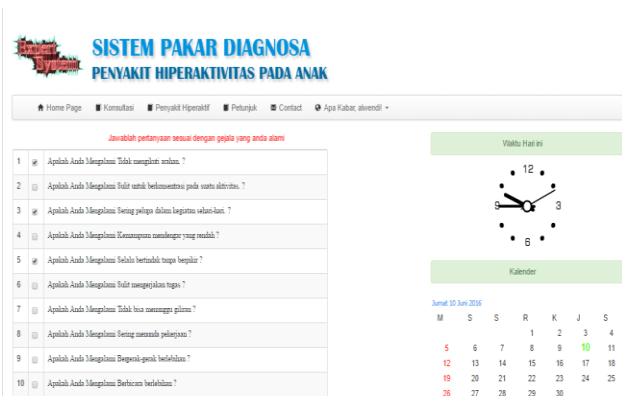 Expert System
SISTEM PAKAR DIAGNOSA
PENYAKIT HIPERAKTIVITAS PADA ANAK
Home Page Konsultasi Penyakit Hiperaktif Petunjuk Contact Apa Kabar, alwendi!
Jawablah pertanyaan sesuai dengan gejala yang anda alami
1 Apakah Anda Mengalami Tidak mengikuti arahan. ?
2 Apakah Anda Mengalami Sulit untuk berkonsentrasi pada suatu aktivitas. ?
3 Apakah Anda Mengalami Sering pelupa dalam kegiatan sehari-hari. ?
4 Apakah Anda Mengalami Kemampuan mendengar yang rendah ?
5 Apakah Anda Mengalami Selalu bertindak tanpa berpikir ?
6 Apakah Anda Mengalami Sulit mengerjakan tugas ?
7 Apakah Anda Mengalami Tidak bisa menunggu giliran ?
8 Apakah Anda Mengalami Sering menunda pekerjaan ?
9 Apakah Anda Mengalami Bergerak-gerak berlebihan ?
10 Apakah Anda Mengalami Berbicara berlebihan ?
Waktu Hari ini
12
9 3
6
Kalender
Jumat 10 Juni 2016
M S S R K J S
1 2 3 4
5 6 7 8 9 10 11
12 13 14 15 16 17 18
19 20 21 22 23 24 25
26 27 28 29 30